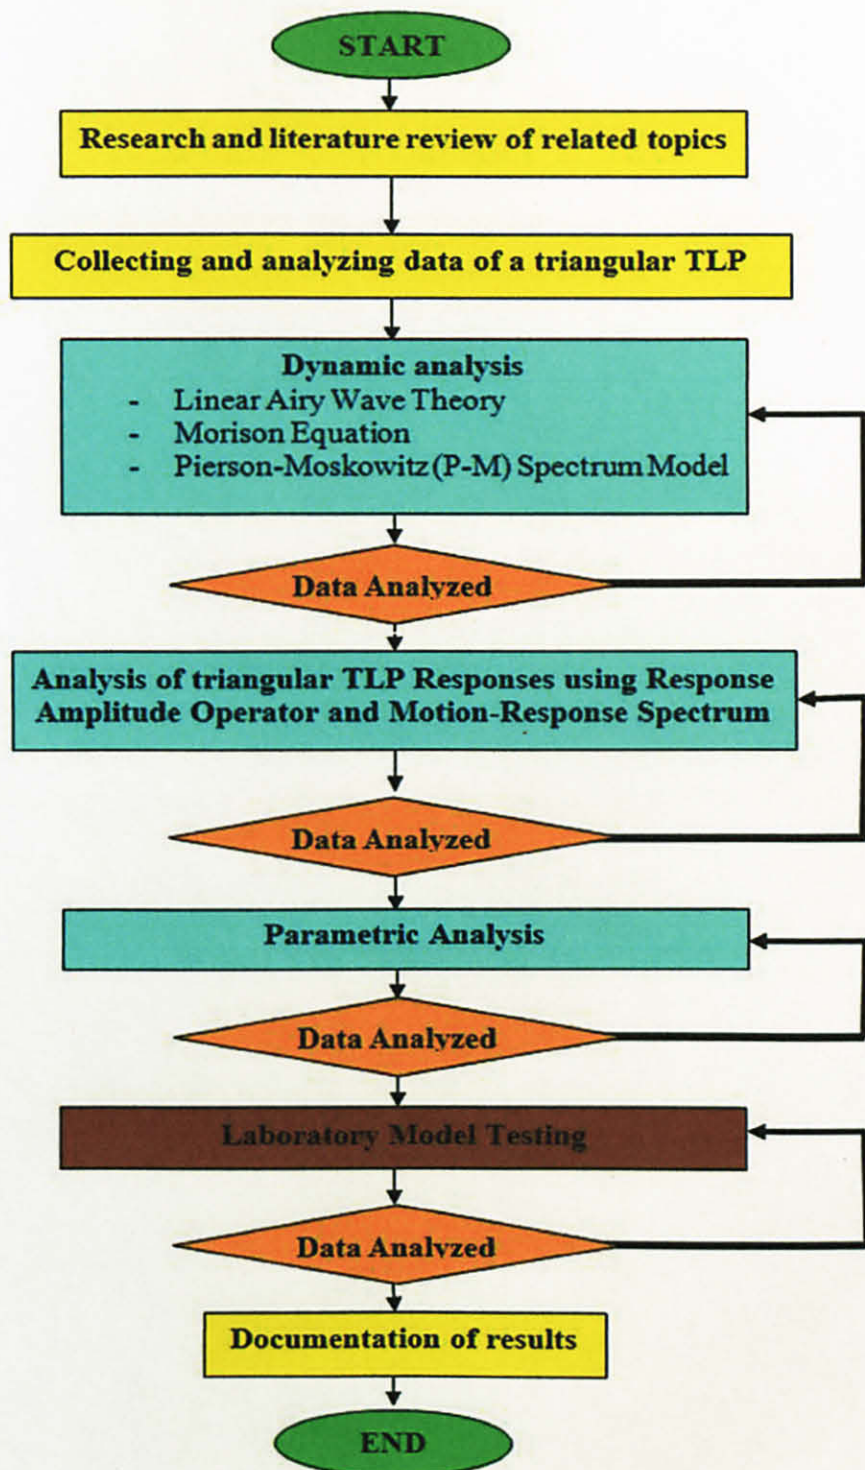 START
Research and literature review of related topics
Collecting and analyzing data of a triangular TLP
Dynamic analysis
- Linear Airy Wave Theory
- Morison Equation
- Pierson-Moskowitz (P-M) Spectrum Model
Data Analyzed
Analysis of triangular TLP Responses using Response
Amplitude Operator and Motion-Response Spectrum
Data Analyzed
Parametric Analysis
Data Analyzed
Laboratory Model Testing
Data Analyzed
Documentation of results
END